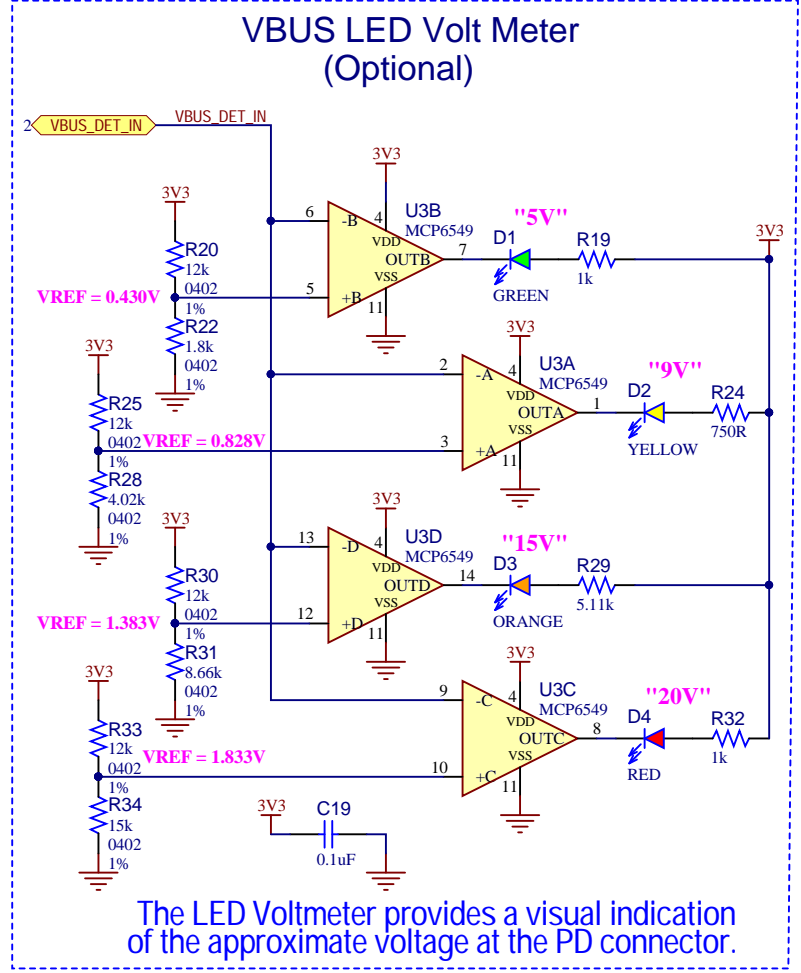 VBUS LED Volt Meter
(Optional)
2 VBUS_DET_IN
VBUS_DET_IN
3V3
6 -B 4
VDD
OUTB 7
VSS
5 +B 11
U3B
MCP6549
"5V"
D1
GREEN
R19
1k
3V3
3V3
R20
12k
0402
1%
VREF = 0.430V
R22
1.8k
0402
1%
3V3
2 -A 4
VDD
OUTA 1
VSS
3 +A 11
U3A
MCP6549
"9V"
D2
YELLOW
R24
750R
3V3
R25
12k
0402
1%
VREF = 0.828V
R28
4.02k
0402
1%
3V3
13 -D 4
VDD
OUTD 14
VSS
12 +D 11
U3D
MCP6549
"15V"
D3
ORANGE
R29
5.11k
3V3
R30
12k
0402
1%
VREF = 1.383V
R31
8.66k
0402
1%
3V3
9 -C 4
VDD
OUTC 8
VSS
10 +C 11
U3C
MCP6549
"20V"
D4
RED
R32
1k
3V3
R33
12k
0402
1%
VREF = 1.833V
R34
15k
0402
1%
3V3
C19
0.1uF
The LED Voltmeter provides a visual indication
of the approximate voltage at the PD connector.